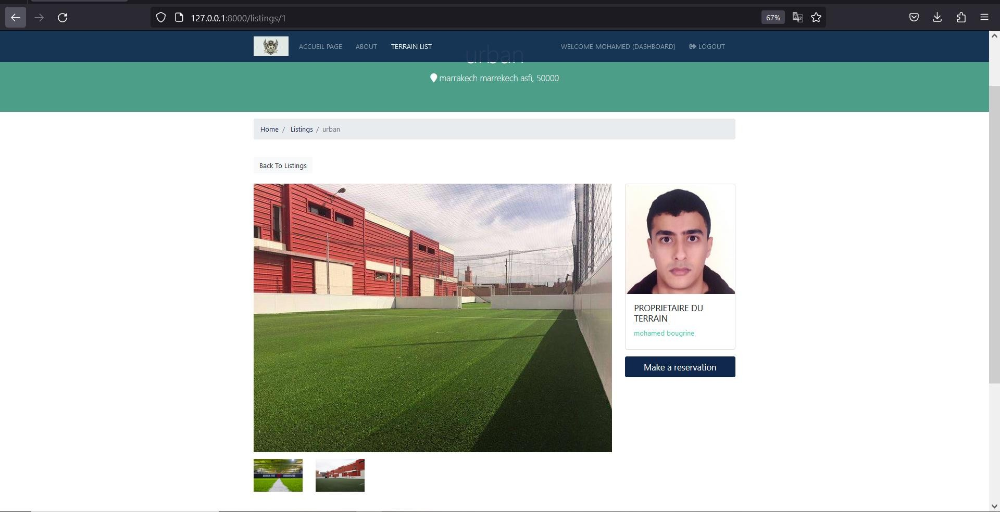 127.0.0.1:8000/listings/1
67%
ACCUEIL PAGE
ABOUT
TERRAIN LIST
WELCOME MOHAMED (DASHBOARD)
LOGOUT
urban
marrakech marrekech asfi, 50000
Home / Listings / urban
Back To Listings
PROPRIETAIRE DU
TERRAIN
mohamed bougrine
Make a reservation